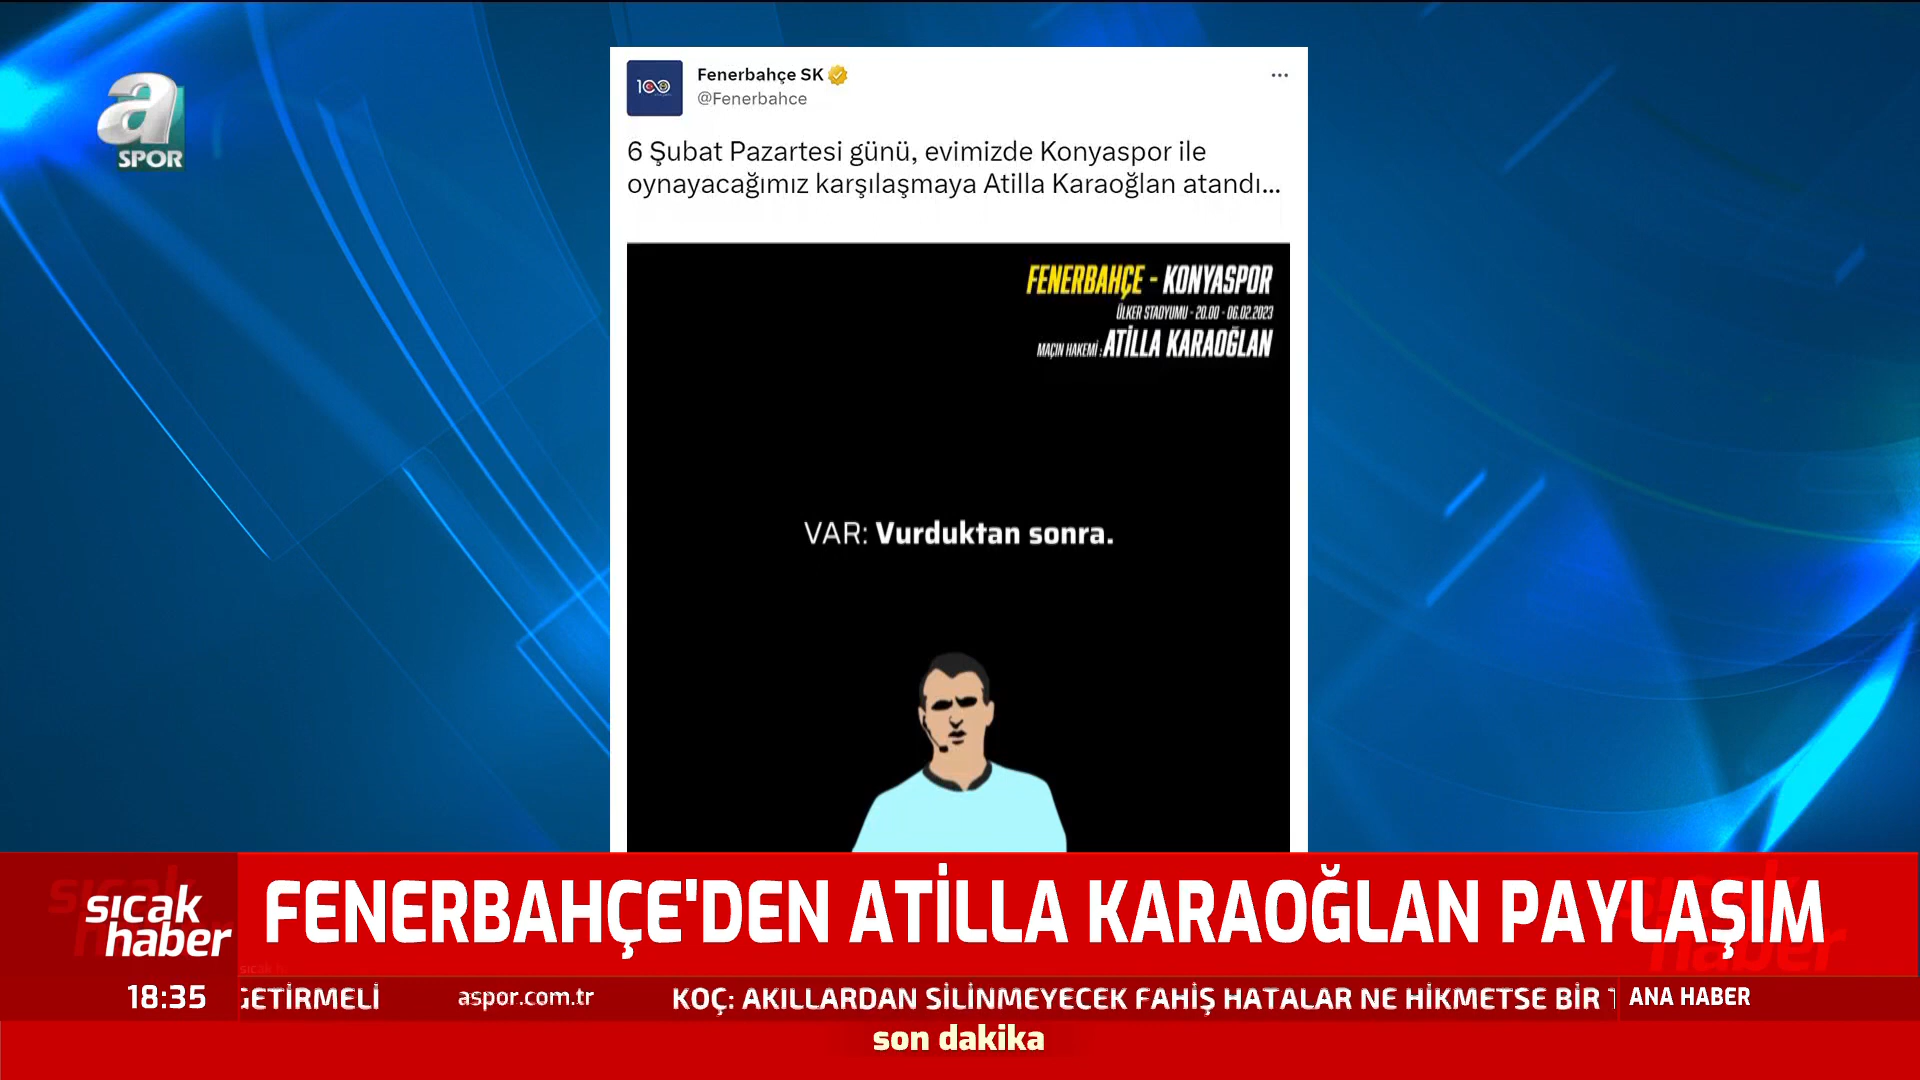 a
SPOR
100
Fenerbahçe SK
@Fenerbahce
6 Şubat Pazartesi günü, evimizde Konyaspor ile
oynayacağımız karşılaşmaya Atilla Karaoğlan atandı...
FENERBAHÇE - KONYASPOR
ÜLKER STADYUMU - 20.00 - 06.02.2023
MAÇIN HAKEMİ : ATİLLA KARAOĞLAN
VAR: Vurduktan sonra.
sıcak
haber
FENERBAHÇE'DEN ATİLLA KARAOĞLAN PAYLAŞIM
18:35
GETİRMELİ
aspor.com.tr
KOÇ: AKILLARDAN SİLİNMEYECEK FAHİŞ HATALAR NE HİKMETSE BİR
ANA HABER
son dakika